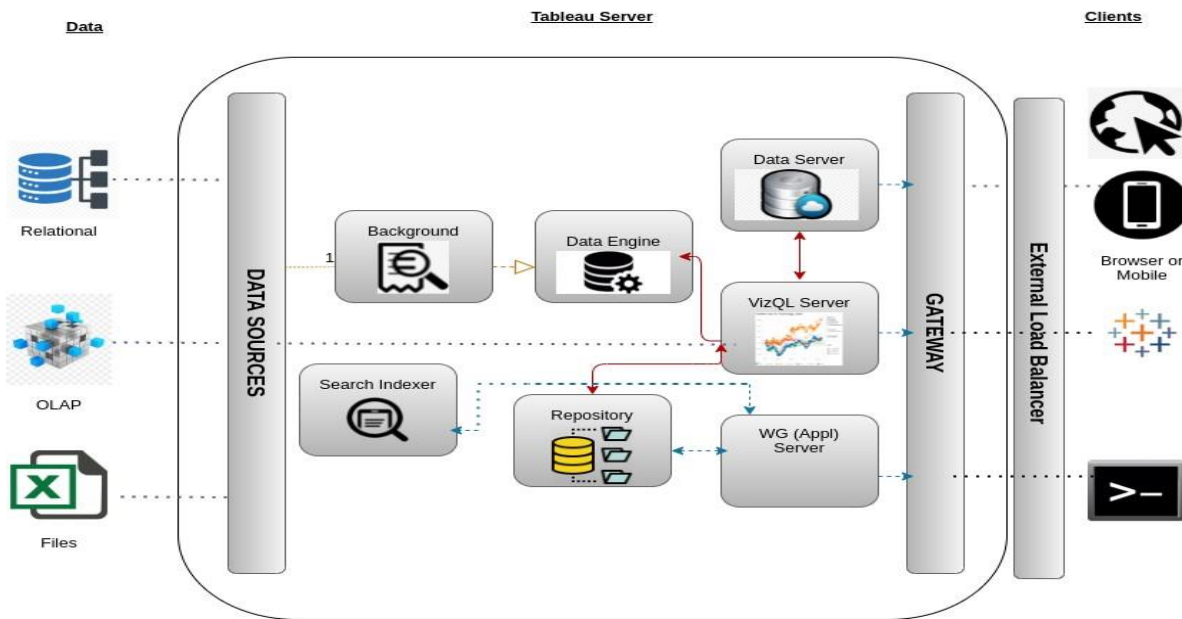 Data
Tableau Server
Clients
Relational
OLAP
Files
DATA SOURCES
1
Background
Data Engine
Data Server
VizQL Server
Search Indexer
Repository
WG (Appl)
Server
GATEWAY
External Load Balancer
Browser or
Mobile